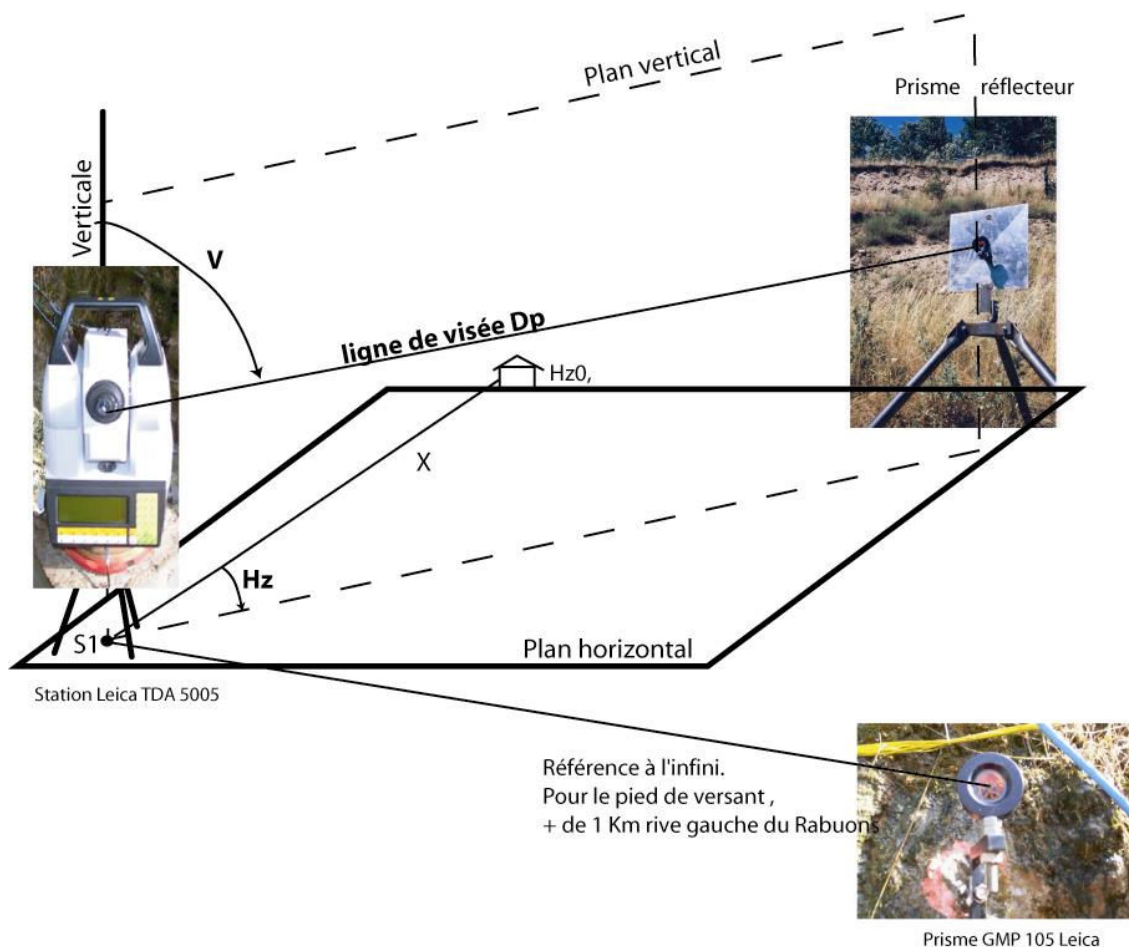 Plan vertical
Prisme réflecteur
Verticale
V
ligne de visée Dp
Hz0,
X
Hz
S1
Plan horizontal
Station Leica TDA 5005
Référence à l'infini.
Pour le pied de versant ,
+ de 1 Km rive gauche du Rabuons
Prisme GMP 105 Leica